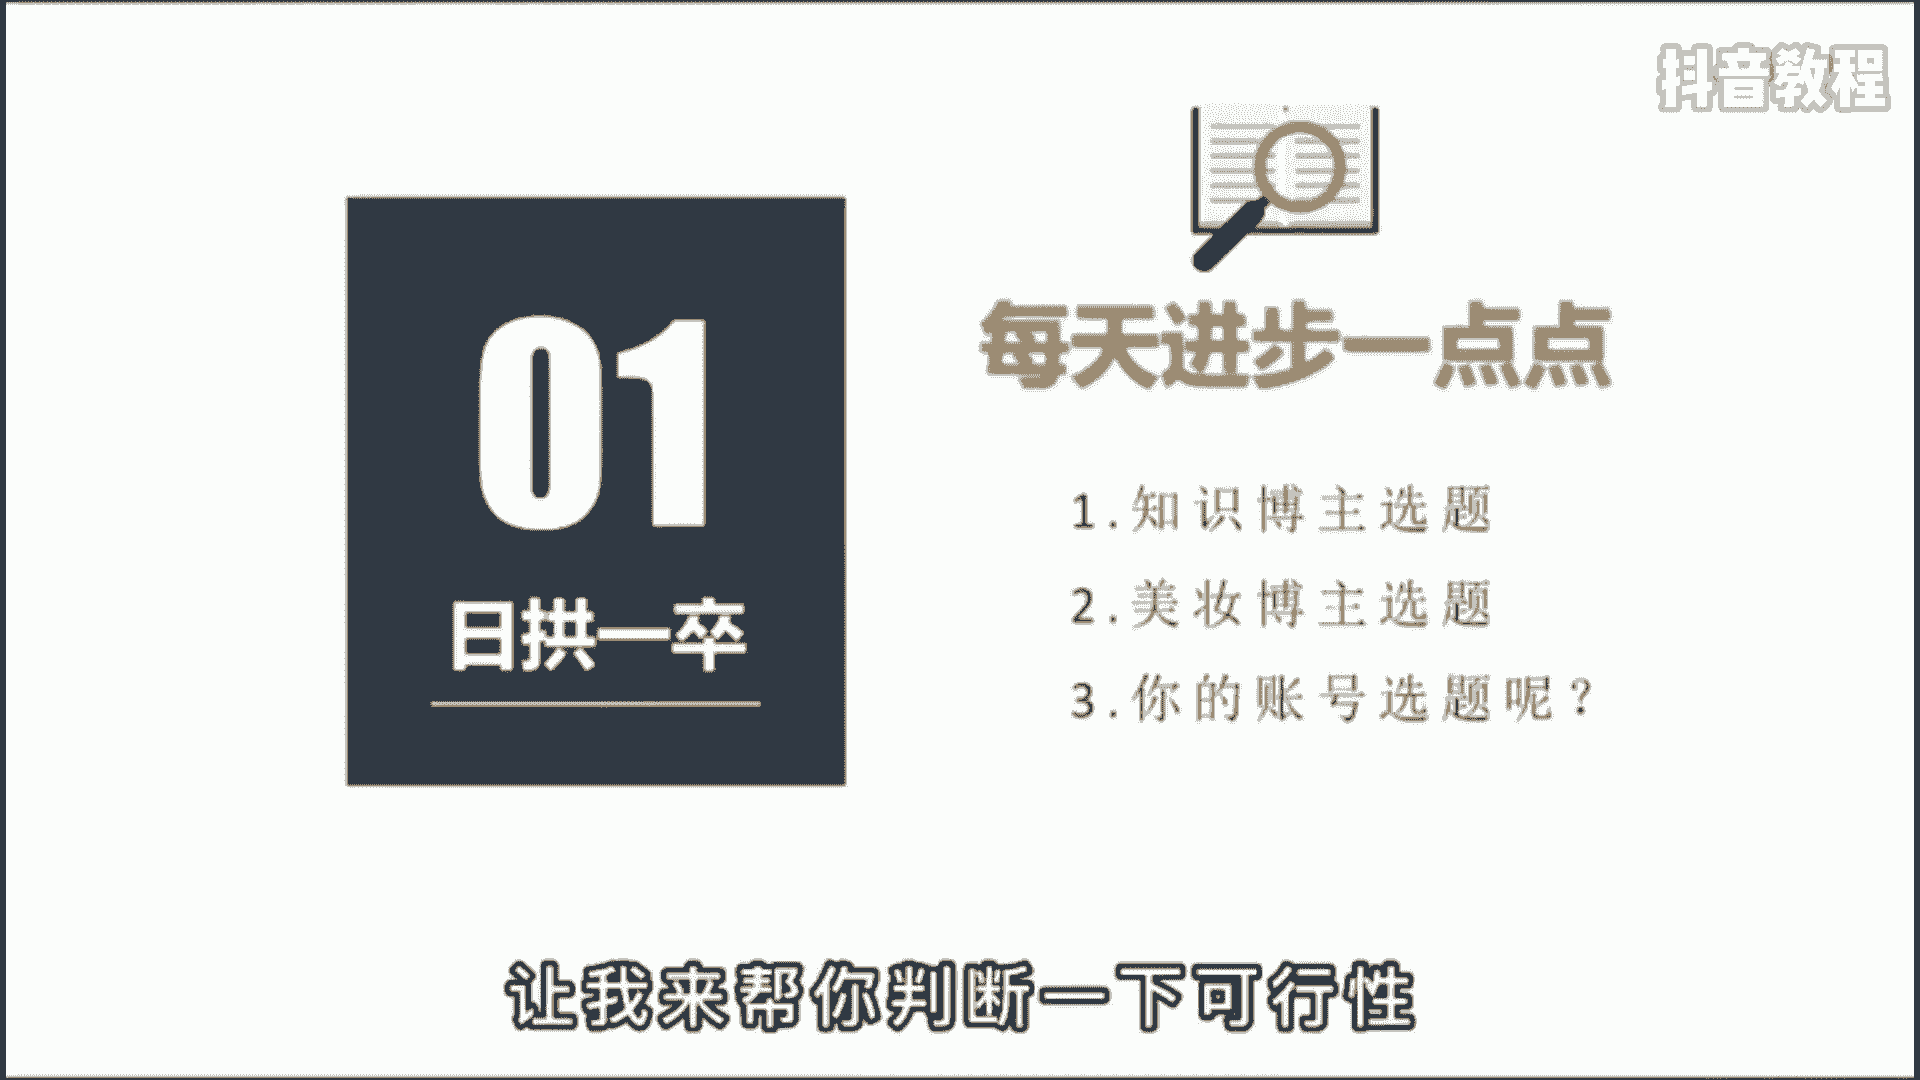 抖音教程
01
日拱一卒
每天进步一点点
1.知识博主选题
2.美妆博主选题
3.你的账号选题呢？
让我来帮你判断一下可行性